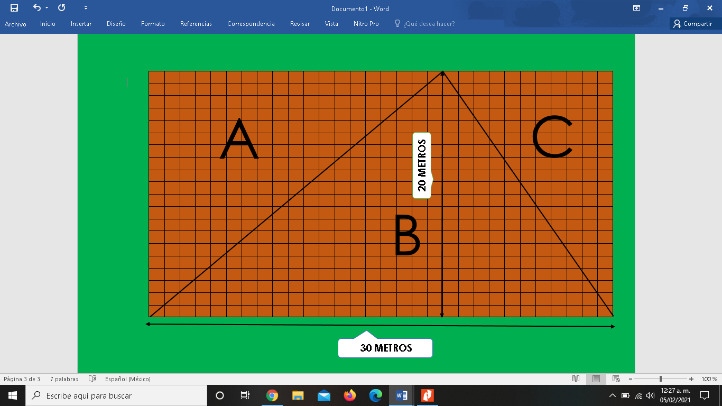 Documento1 - Word
Archivo Inicio Insertar Diseño Formato Referencias Correspondencia Revisar Vista Nitro Pro ¿Qué desea hacer? Compartir
A
C
20 METROS
B
30 METROS
Página 3 de 3 7 palabras Español (México) 100 %
Escribe aquí para buscar
12:27 a. m.
05/02/2021